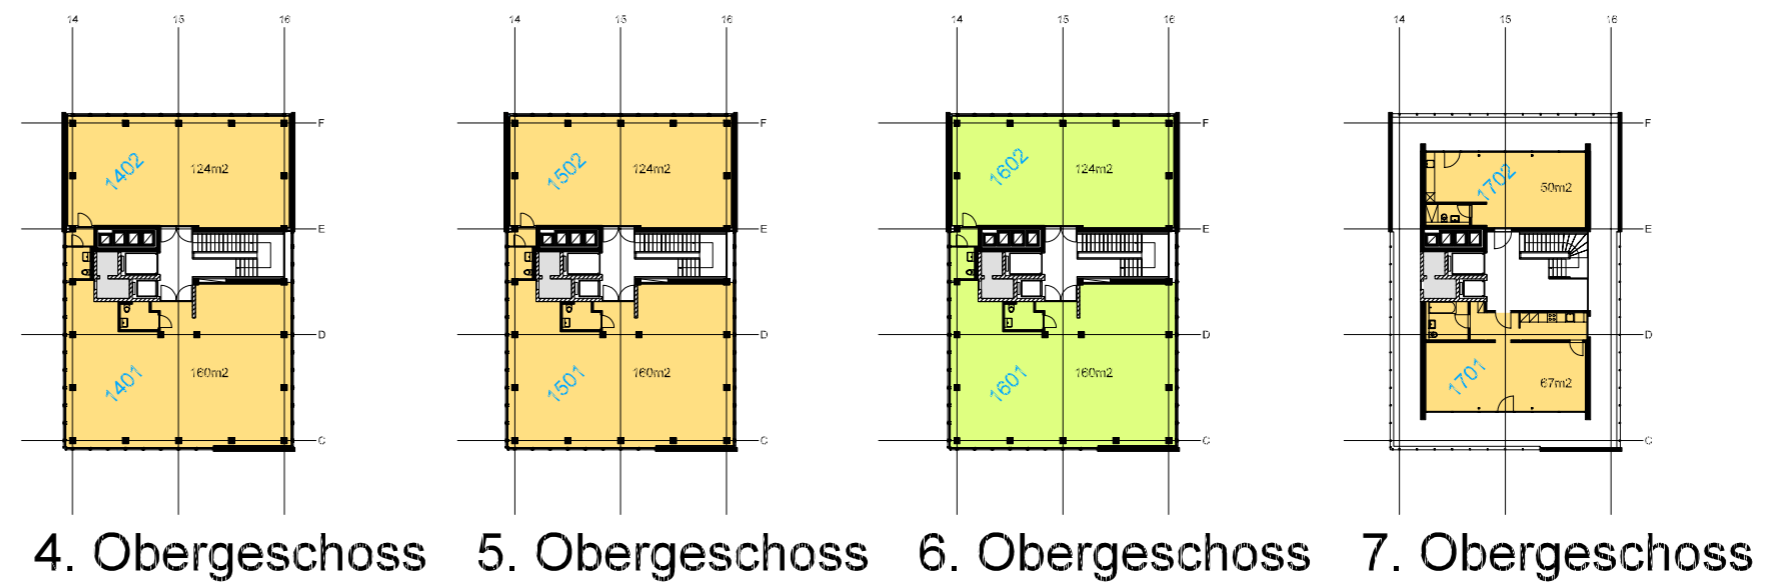 14 15 16
F
1402 124m2
E
D
1401 160m2
C
4. Obergeschoss
14 15 16
F
1502 124m2
E
D
1501 160m2
C
5. Obergeschoss
14 15 16
F
1602 124m2
E
D
1601 160m2
C
6. Obergeschoss
14 15 16
F
1702 50m2
E
D
1701 67m2
C
7. Obergeschoss